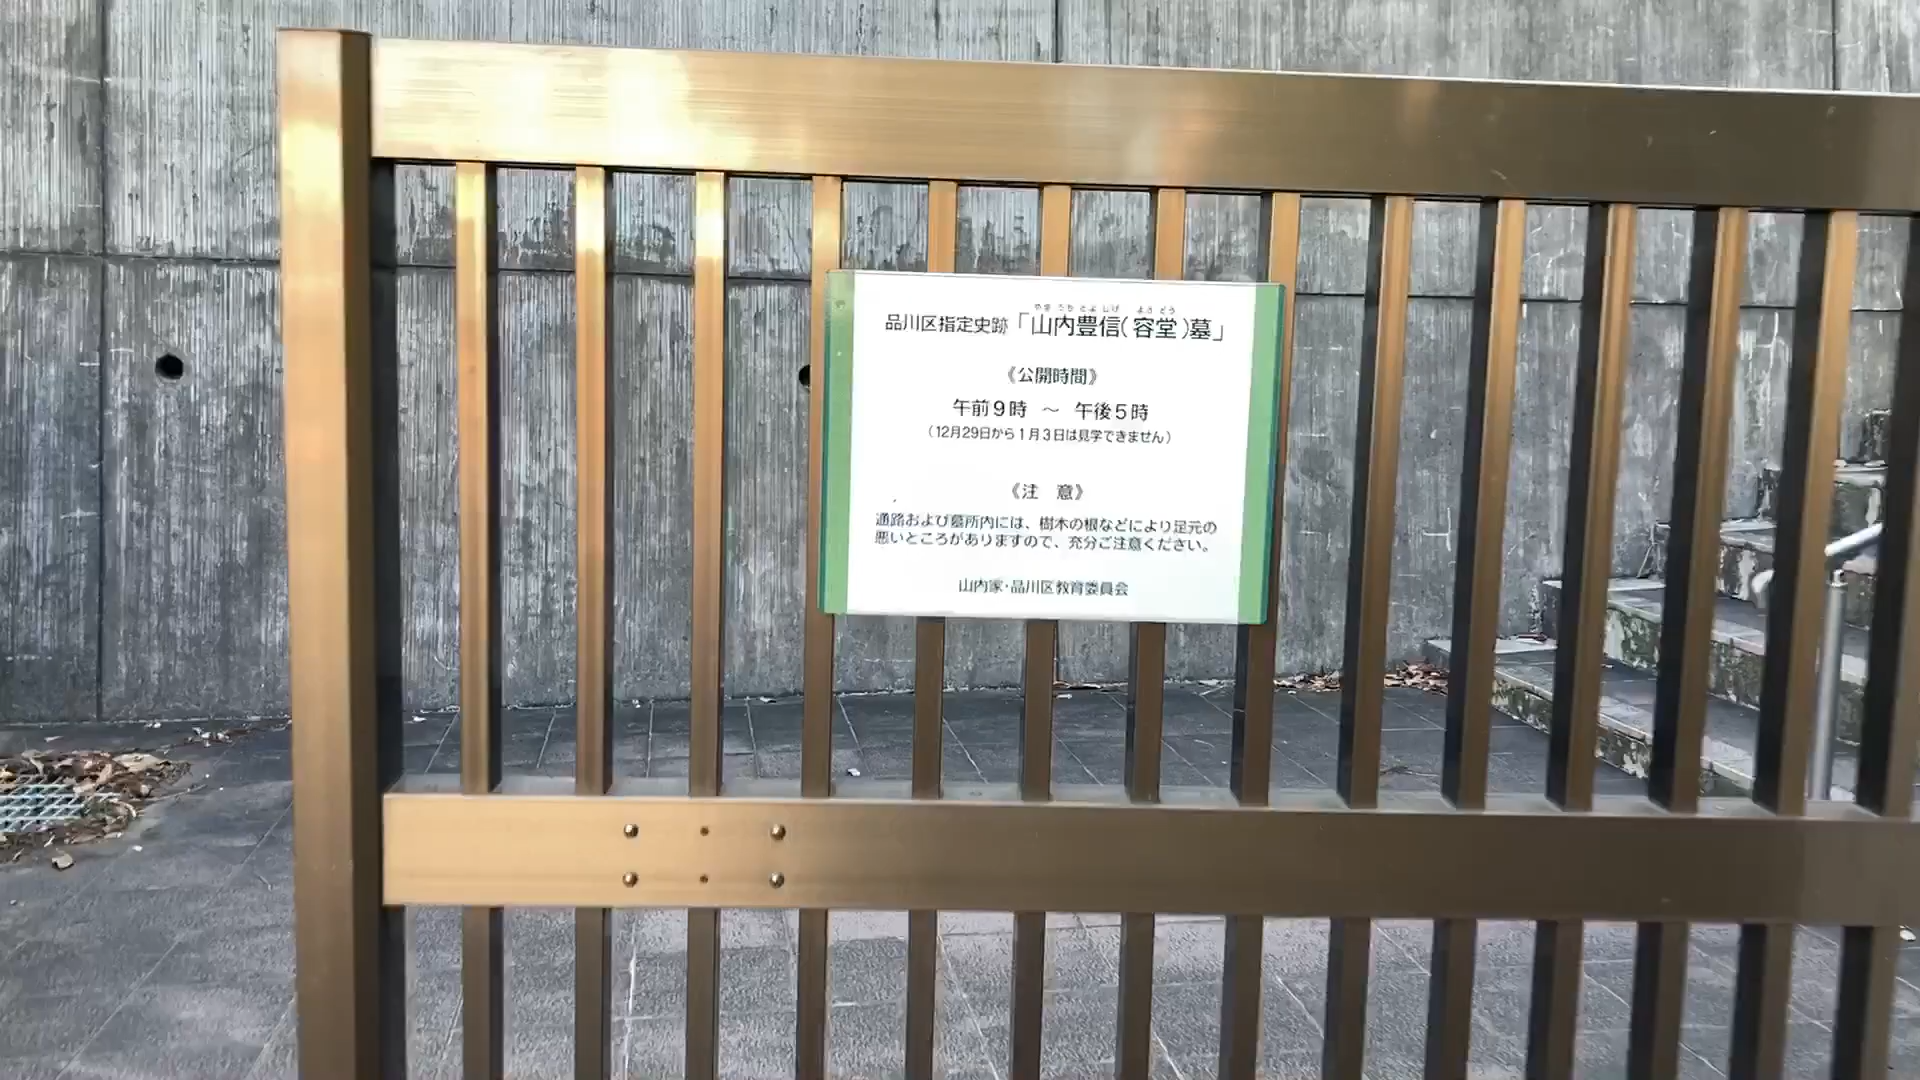 品川区指定史跡「山内豊信(容堂)墓」
《公開時間》
午前9時 ～ 午後5時
(12月29日から1月3日は見学できません)
《注 意》
通路および墓所内には、樹木の根などにより足元の
悪いところがありますので、充分ご注意ください。
山内家・品川区教育委員会